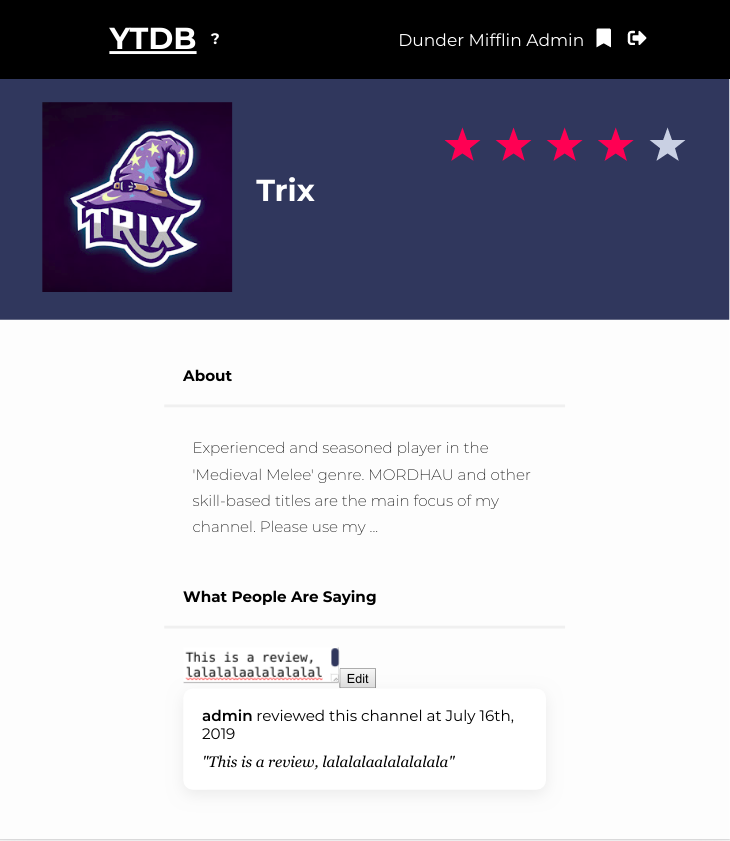 YTDB ? Dunder Mifflin Admin
TRIX
Trix
About
Experienced and seasoned player in the
'Medieval Melee' genre. MORDHAU and other
skill-based titles are the main focus of my
channel. Please use my ...
What People Are Saying
This is a review,
lalalalaalalalalal
Edit
admin reviewed this channel at July 16th,
2019
"This is a review, lalalalaalalalalala"